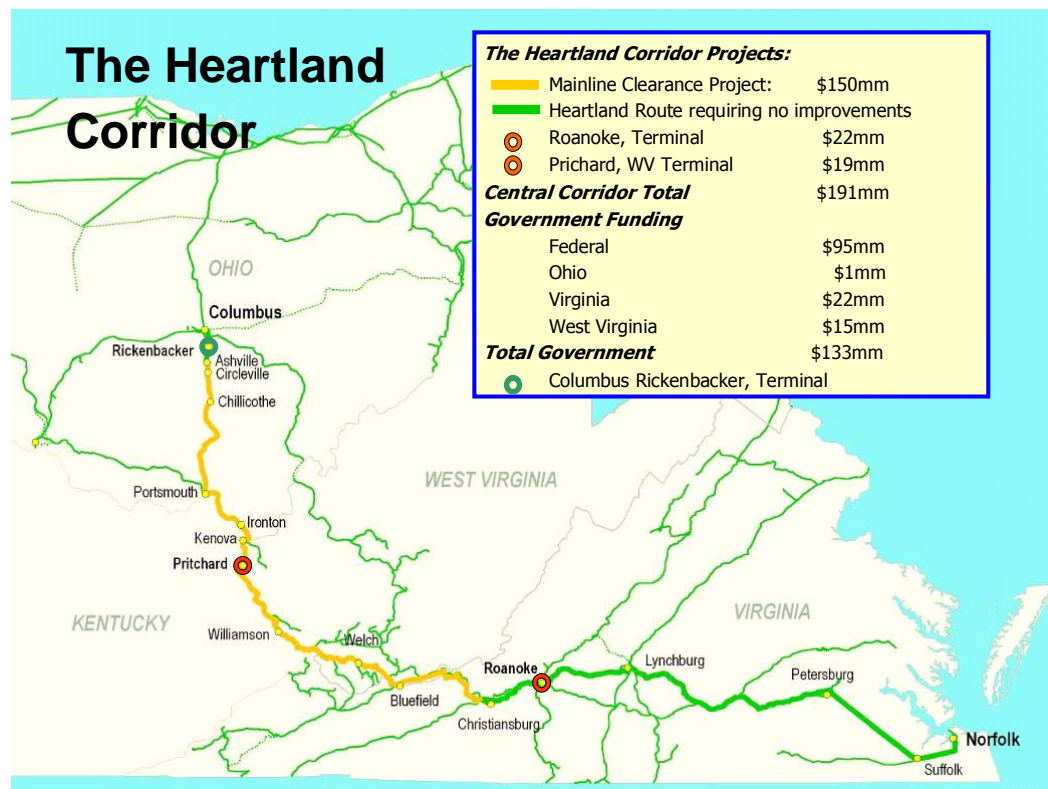 The Heartland
Corridor
The Heartland Corridor Projects:
Mainline Clearance Project: $150mm
Heartland Route requiring no improvements
Roanoke, Terminal $22mm
Prichard, WV Terminal $19mm
Central Corridor Total $191mm
Government Funding
Federal $95mm
Ohio $1mm
Virginia $22mm
West Virginia $15mm
Total Government $133mm
Columbus Rickenbacker, Terminal
OHIO
Columbus
Rickenbacker
Ashville
Circleville
Chillicothe
WEST VIRGINIA
Portsmouth
Ironton
Kenova
Pritchard
KENTUCKY
VIRGINIA
Williamson
Welch
Roanoke
Lynchburg
Petersburg
Bluefield
Christiansburg
Norfolk
Suffolk